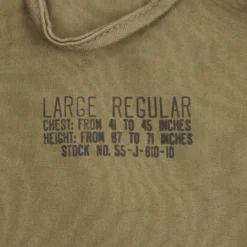 LARGE REGULAR
CHEST: FROM 41 TO 45 INCHES
HEIGHT: FROM 67 TO 71 INCHES
STOCK NO. 55-J-610-10